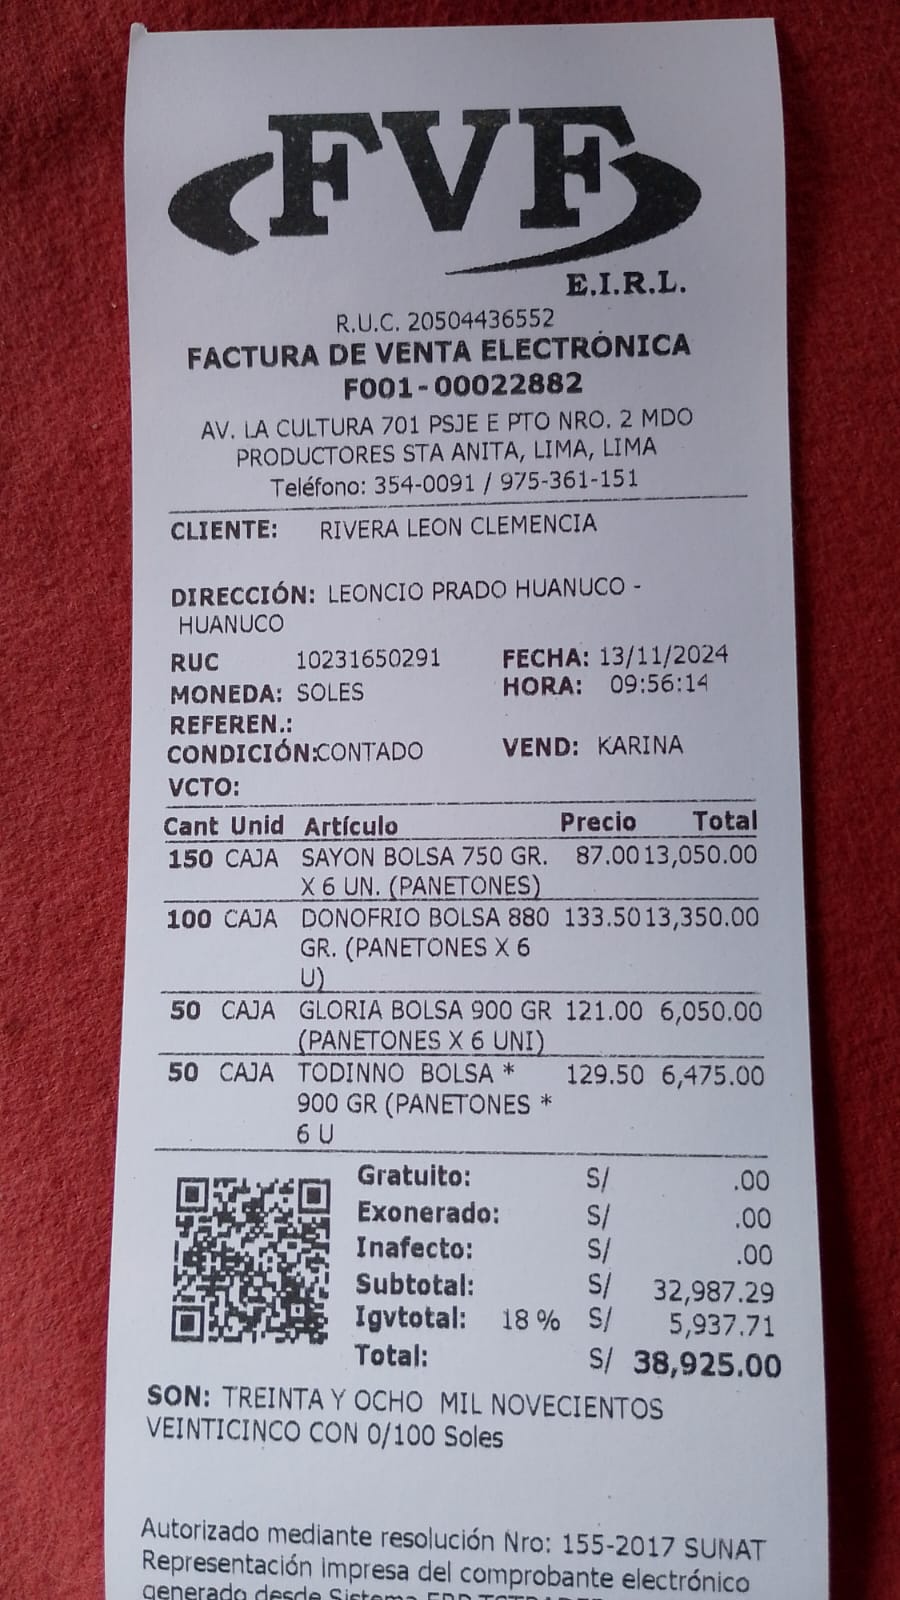 FVF
E.I.R.L.
R.U.C. 20504436552
FACTURA DE VENTA ELECTRÓNICA
F001-00022882
AV. LA CULTURA 701 PSJE E PTO NRO. 2 MDO
PRODUCTORES STA ANITA, LIMA, LIMA
Teléfono: 354-0091 / 975-361-151
CLIENTE: RIVERA LEON CLEMENCIA
DIRECCIÓN: LEONCIO PRADO HUANUCO -
HUANUCO
RUC 10231650291 FECHA: 13/11/2024
MONEDA: SOLES HORA: 09:56:14
REFEREN.:
CONDICIÓN:CONTADO VEND: KARINA
VCTO:
Cant Unid Artículo Precio Total
150 CAJA SAYON BOLSA 750 GR. 87.00 13,050.00
X 6 UN. (PANETONES)
100 CAJA DONOFRIO BOLSA 880 133.50 13,350.00
GR. (PANETONES X 6
U)
50 CAJA GLORIA BOLSA 900 GR 121.00 6,050.00
(PANETONES X 6 UNI)
50 CAJA TODINNO BOLSA * 129.50 6,475.00
900 GR (PANETONES *
6 U
Gratuito: S/ .00
Exonerado: S/ .00
Inafecto: S/ .00
Subtotal: S/ 32,987.29
Igvtotal: 18 % S/ 5,937.71
Total: S/ 38,925.00
SON: TREINTA Y OCHO MIL NOVECIENTOS
VEINTICINCO CON 0/100 Soles
Autorizado mediante resolución Nro: 155-2017 SUNAT
Representación impresa del comprobante electrónico
generado desde Sistema ERP